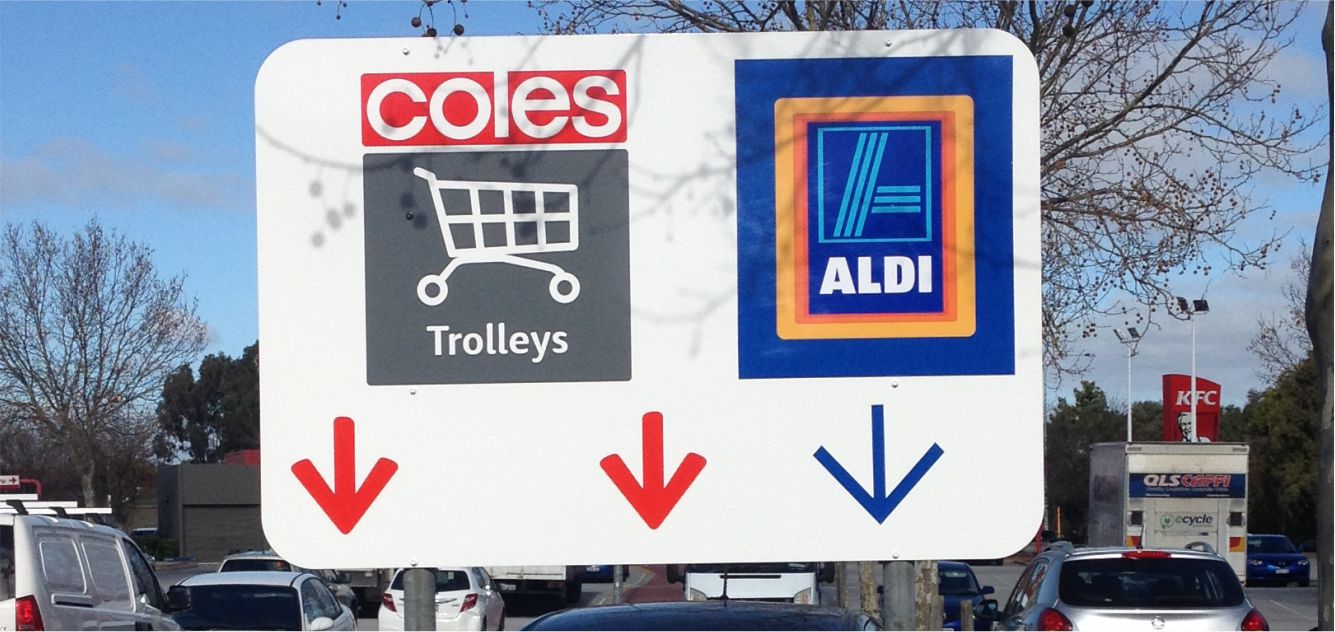 coles
Trolleys
ALDI
KFC
QLS CAFFI
ecycle